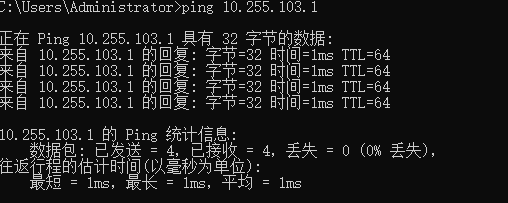 C:\Users\Administrator>ping 10.255.103.1
正在 Ping 10.255.103.1 具有 32 字节的数据:
来自 10.255.103.1 的回复: 字节=32 时间=1ms TTL=64
来自 10.255.103.1 的回复: 字节=32 时间=1ms TTL=64
来自 10.255.103.1 的回复: 字节=32 时间=1ms TTL=64
来自 10.255.103.1 的回复: 字节=32 时间=1ms TTL=64
10.255.103.1 的 Ping 统计信息:
数据包: 已发送 = 4, 已接收 = 4, 丢失 = 0 (0% 丢失),
往返行程的估计时间(以毫秒为单位):
最短 = 1ms, 最长 = 1ms, 平均 = 1ms